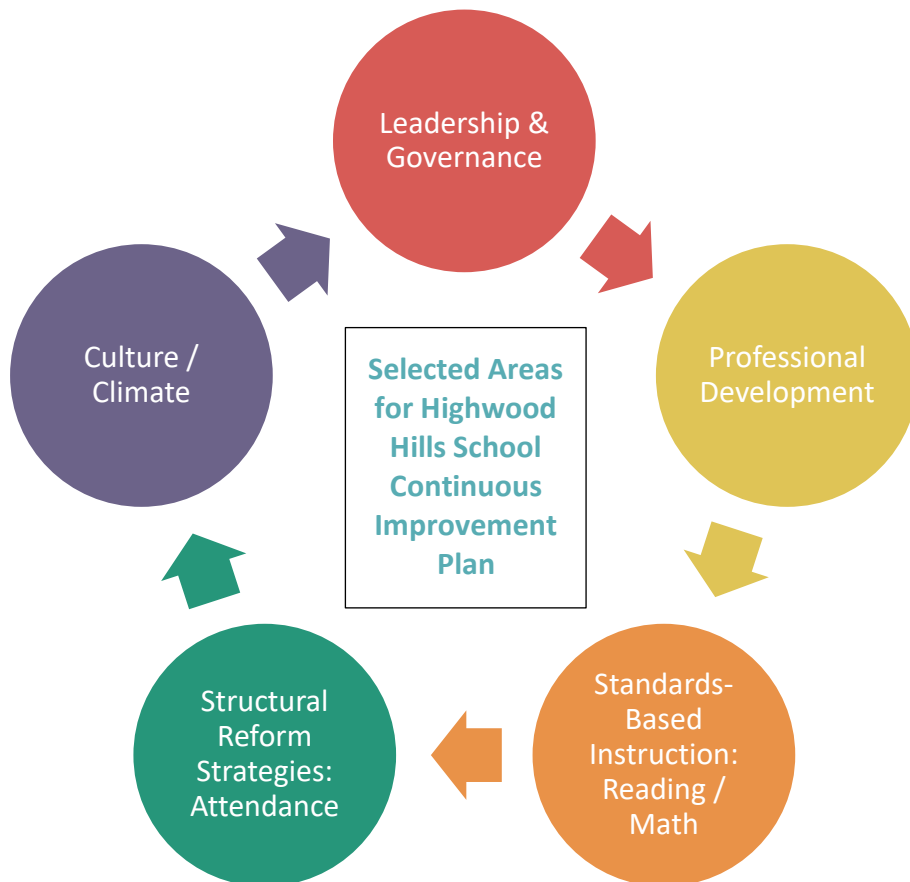 Leadership &
Governance
Professional
Development
Standards-
Based
Instruction:
Reading /
Math
Structural
Reform
Strategies:
Attendance
Culture /
Climate
Selected Areas
for Highwood
Hills School
Continuous
Improvement
Plan